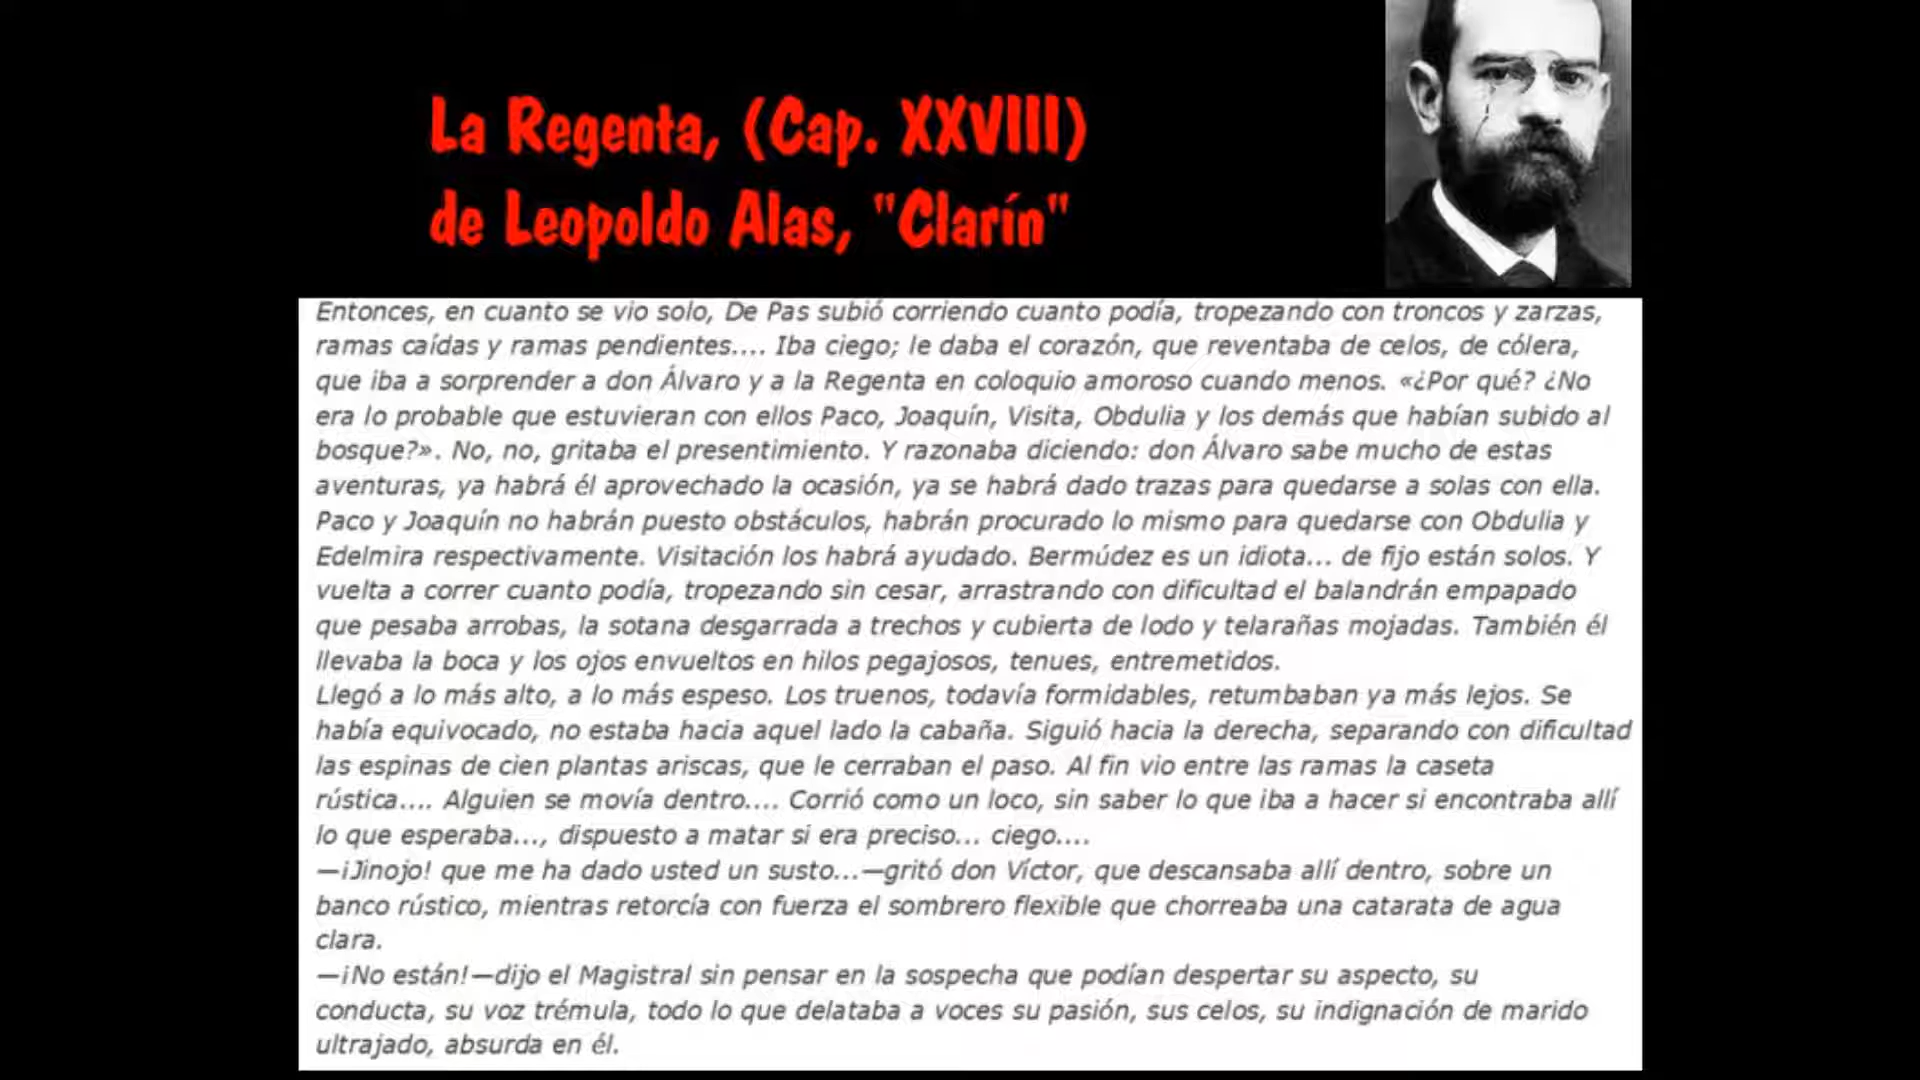 La Regenta, (Cap. XXVIII)
de Leopoldo Alas, "Clarín"
Entonces, en cuanto se vio solo, De Pas subió corriendo cuanto podía, tropezando con troncos y zarzas,
ramas caídas y ramas pendientes.... Iba ciego; le daba el corazón, que reventaba de celos, de cólera,
que iba a sorprender a don Álvaro y a la Regenta en coloquio amoroso cuando menos. «¿Por qué? ¿No
era lo probable que estuvieran con ellos Paco, Joaquín, Visita, Obdulia y los demás que habían subido al
bosque?». No, no, gritaba el presentimiento. Y razonaba diciendo: don Álvaro sabe mucho de estas
aventuras, ya habrá él aprovechado la ocasión, ya se habrá dado trazas para quedarse a solas con ella.
Paco y Joaquín no habrán puesto obstáculos, habrán procurado lo mismo para quedarse con Obdulia y
Edelmira respectivamente. Visitación los habrá ayudado. Bermúdez es un idiota... de fijo están solos. Y
vuelta a correr cuanto podía, tropezando sin cesar, arrastrando con dificultad el balandrán empapado
que pesaba arrobas, la sotana desgarrada a trechos y cubierta de lodo y telarañas mojadas. También él
llevaba la boca y los ojos envueltos en hilos pegajosos, tenues, entremetidos.
Llegó a lo más alto, a lo más espeso. Los truenos, todavía formidables, retumbaban ya más lejos. Se
había equivocado, no estaba hacia aquel lado la cabaña. Siguió hacia la derecha, separando con dificultad
las espinas de cien plantas ariscas, que le cerraban el paso. Al fin vio entre las ramas la caseta
rústica.... Alguien se movía dentro.... Corrió como un loco, sin saber lo que iba a hacer si encontraba allí
lo que esperaba..., dispuesto a matar si era preciso... ciego....
—¡Jinojo! que me ha dado usted un susto...—gritó don Víctor, que descansaba allí dentro, sobre un
banco rústico, mientras retorcía con fuerza el sombrero flexible que chorreaba una catarata de agua
clara.
—¡No están!—dijo el Magistral sin pensar en la sospecha que podían despertar su aspecto, su
conducta, su voz trémula, todo lo que delataba a voces su pasión, sus celos, su indignación de marido
ultrajado, absurda en él.